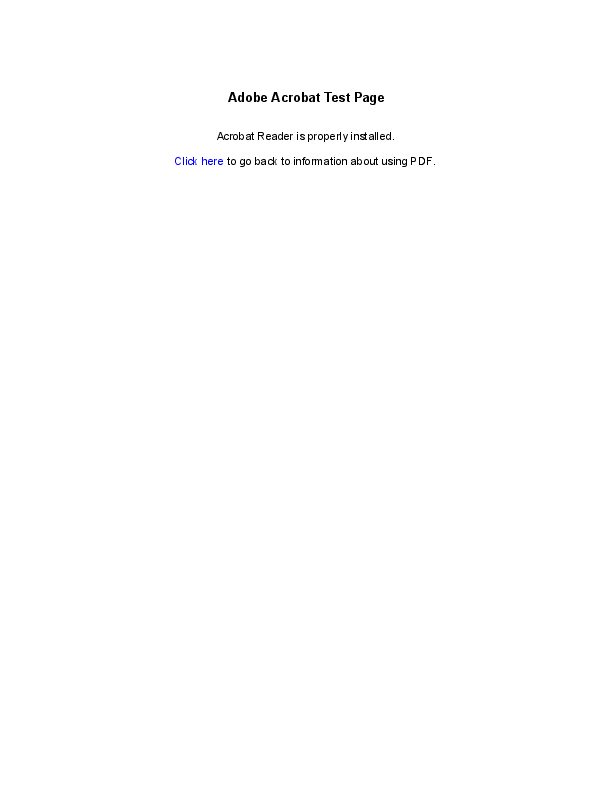 Adobe Acrobat Test Page
Acrobat Reader is properly installed.
Click here to go back to information about using PDF.